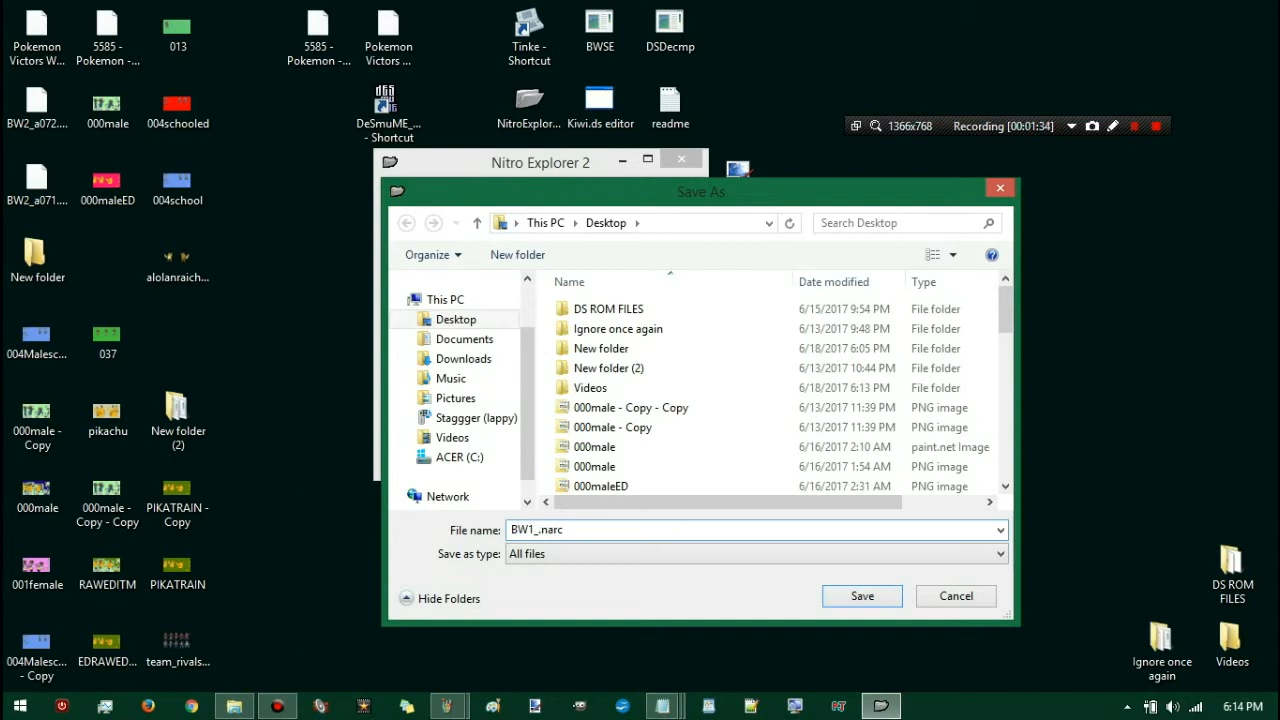 Pokemon Victors W...
5585 - Pokemon -...
013
5585 - Pokemon -...
Pokemon Victors ...
Tinke - Shortcut
BWSE
DSDecmp
BW2_a072....
000male
004schooled
DeSmuME_... - Shortcut
NitroExplor...
Kiwi.ds editor
readme
1366x768
Recording [00:01:34]
BW2_a071....
000maleED
004school
New folder
alolanraich...
004Malesc...
037
000male - Copy
pikachu
New folder (2)
000male
000male - Copy - Copy
PIKATRAIN - Copy
001female
RAWEDITM
PIKATRAIN
004Malesc... - Copy
EDRAWED...
team_rivals...
Nitro Explorer 2
Save As
This PC
Desktop
Search Desktop
Organize
New folder
This PC
Desktop
Documents
Downloads
Music
Pictures
Staggger (lappy)
Videos
ACER (C:)
Network
Name Date modified Type
DS ROM FILES 6/15/2017 9:54 PM File folder
Ignore once again 6/13/2017 9:48 PM File folder
New folder 6/18/2017 6:05 PM File folder
New folder (2) 6/13/2017 10:44 PM File folder
Videos 6/18/2017 6:13 PM File folder
000male - Copy - Copy 6/13/2017 11:39 PM PNG image
000male - Copy 6/13/2017 11:39 PM PNG image
000male 6/16/2017 2:10 AM paint.net Image
000male 6/16/2017 1:54 AM PNG image
000maleED 6/16/2017 2:31 AM PNG image
File name: BW1_.narc
Save as type: All files
Hide Folders
Save
Cancel
DS ROM FILES
Ignore once again
Videos
6:14 PM